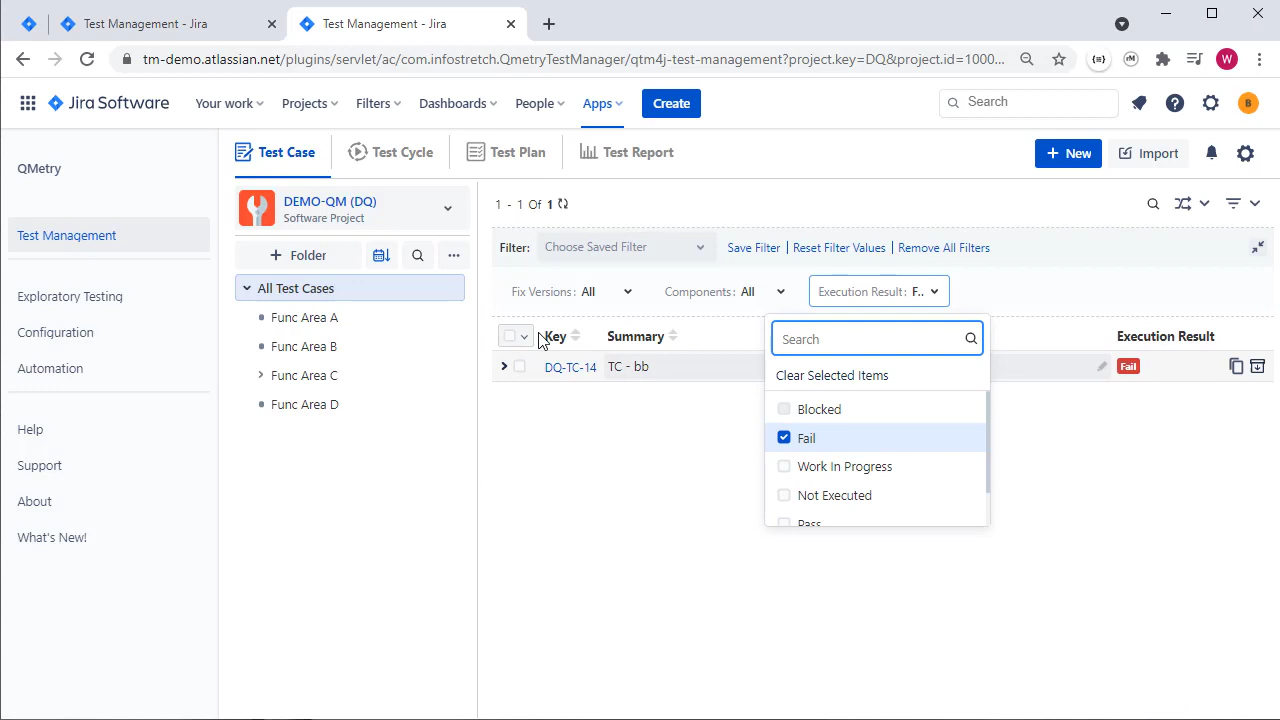 Test Management - Jira
Test Management - Jira
tm-demo.atlassian.net/plugins/servlet/ac/com.infostretch.QmetryTestManager/qtm4j-test-management?project.key=DQ&project.id=1000...
{≡}
rM
W
Jira Software
Your work
Projects
Filters
Dashboards
People
Apps
Create
Search
B
QMetry
Test Management
Exploratory Testing
Configuration
Automation
Help
Support
About
What's New!
Test Case
Test Cycle
Test Plan
Test Report
+ New
Import
DEMO-QM (DQ)
Software Project
+ Folder
...
All Test Cases
Func Area A
Func Area B
Func Area C
Func Area D
1 - 1 Of 1
Filter:
Choose Saved Filter
Save Filter | Reset Filter Values | Remove All Filters
Fix Versions: All
Components: All
Execution Result: F..
Key
Summary
Execution Result
DQ-TC-14
TC - bb
Fail
Search
Clear Selected Items
Blocked
Fail
Work In Progress
Not Executed
Pass